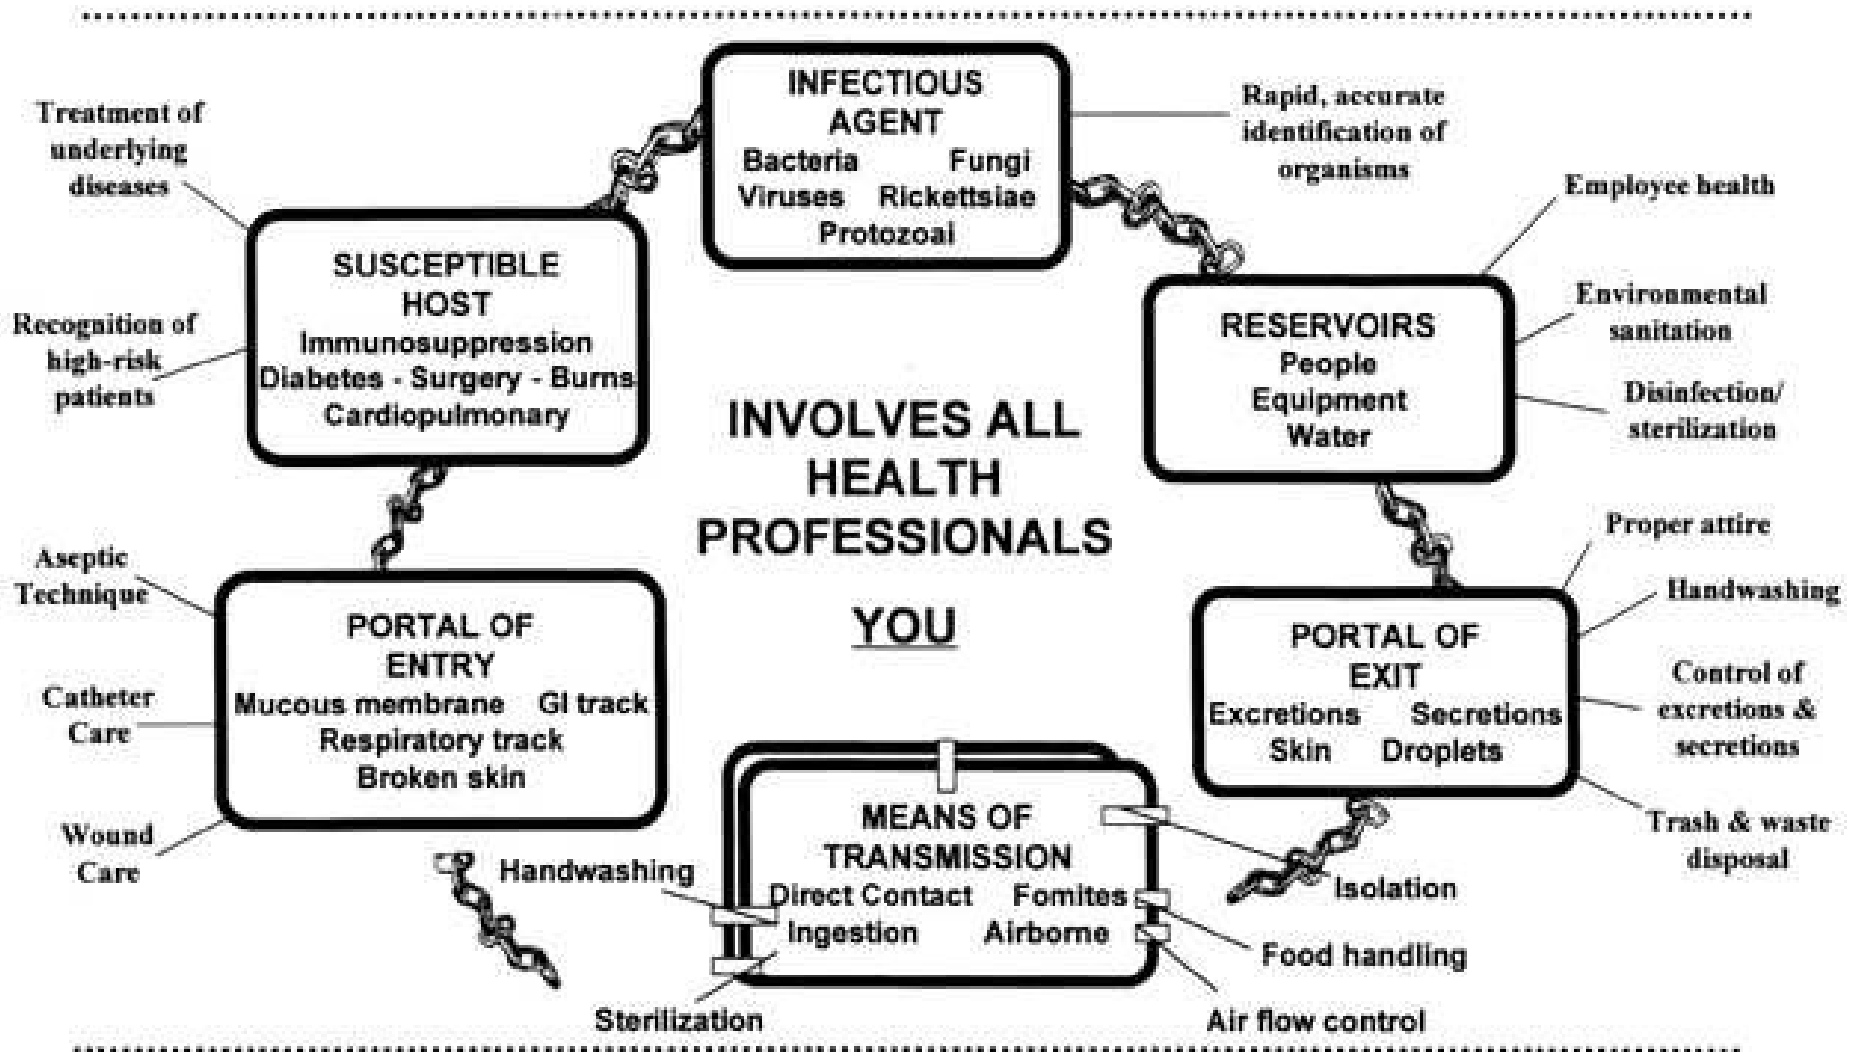 INFECTIOUS
AGENT
Bacteria Fungi
Viruses Rickettsiae
Protozoal
Rapid, accurate
identification of
organisms
Employee health
Environmental
sanitation
Disinfection/
sterilization
RESERVOIRS
People
Equipment
Water
Proper attire
Handwashing
Control of
excretions &
secretions
Trash & waste
disposal
PORTAL OF
EXIT
Excretions Secretions
Skin Droplets
Isolation
Food handling
Air flow control
MEANS OF
TRANSMISSION
Direct Contact Fomites
Ingestion Airborne
Handwashing
Sterilization
PORTAL OF
ENTRY
Mucous membrane GI track
Respiratory track
Broken skin
Aseptic
Technique
Catheter
Care
Wound
Care
SUSCEPTIBLE
HOST
Immunosuppression
Diabetes - Surgery - Burns
Cardiopulmonary
Treatment of
underlying
diseases
Recognition of
high-risk
patients
INVOLVES ALL
HEALTH
PROFESSIONALS
YOU